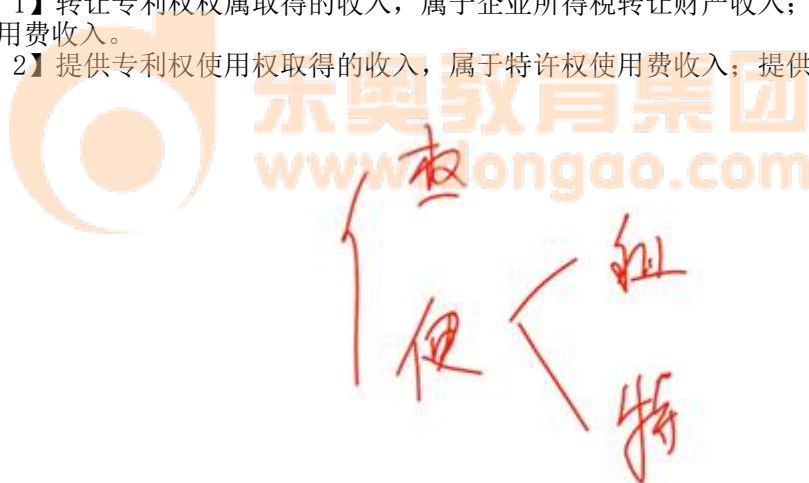 1】转让专利权权属取得的收入，属于企业所得税转让财产收入；
用费收入。
2】提供专利权使用权取得的收入，属于特许权使用费收入；提供
东奥教育集团
www.dongao.com
权
使
租
特